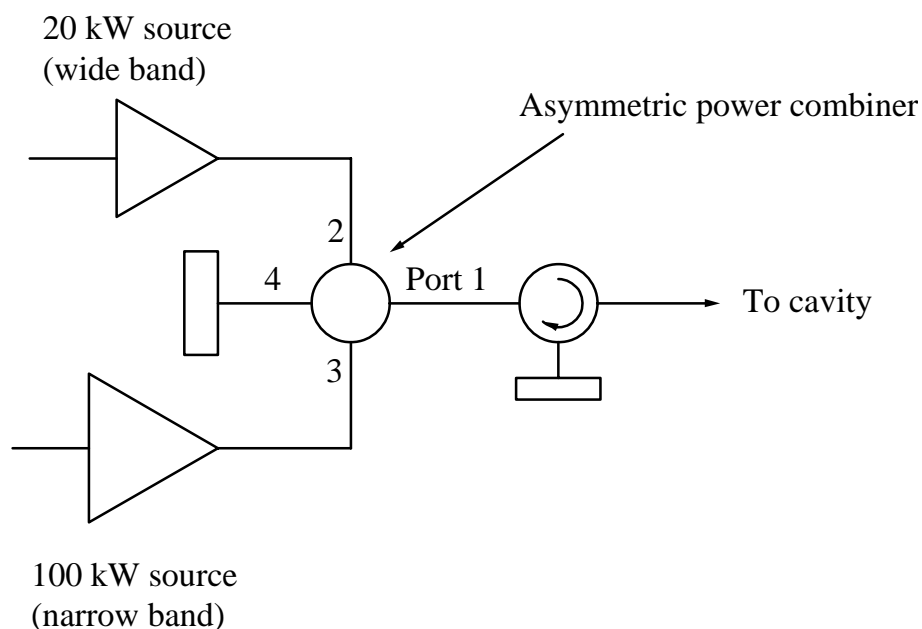 20 kW source
(wide band)
Asymmetric power combiner
2
4
Port 1
To cavity
3
100 kW source
(narrow band)